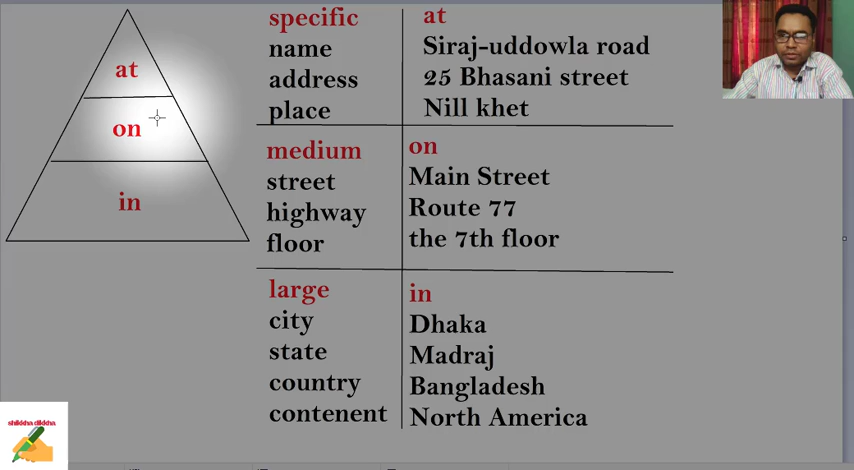 at
on
in
specific at
name Siraj-uddowla road
address 25 Bhasani street
place Nill khet
medium on
street Main Street
highway Route 77
floor the 7th floor
large in
city Dhaka
state Madraj
country Bangladesh
contenent North America
shikkha dikkha